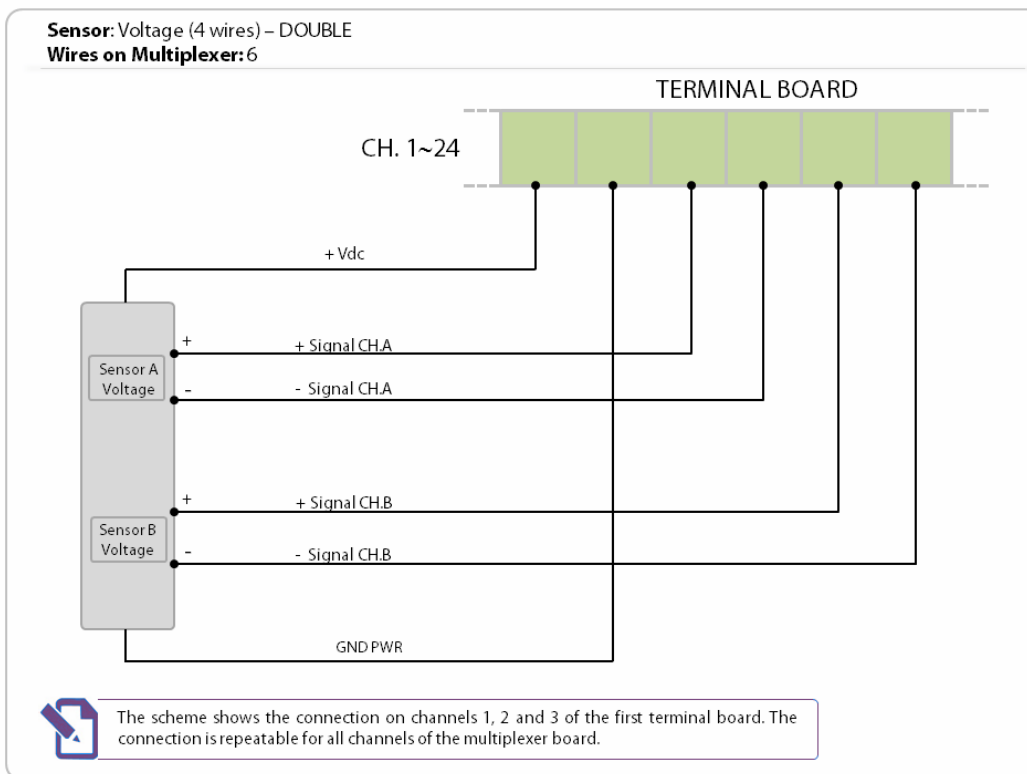 Sensor: Voltage (4 wires) – DOUBLE
Wires on Multiplexer: 6
TERMINAL BOARD
CH. 1~24
+ Vdc
+
+ Signal CH.A
Sensor A
Voltage
-
- Signal CH.A
+
+ Signal CH.B
Sensor B
Voltage
-
- Signal CH.B
GND PWR
The scheme shows the connection on channels 1, 2 and 3 of the first terminal board. The
connection is repeatable for all channels of the multiplexer board.